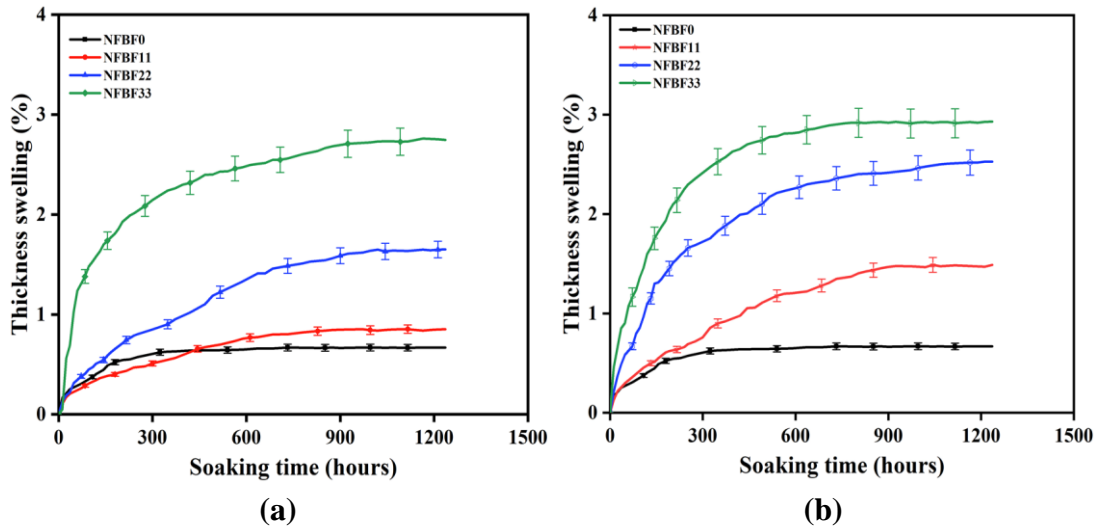 4
3
2
1
0
NFBF0
NFBF11
NFBF22
NFBF33
Thickness swelling (%)
0 300 600 900 1200 1500
Soaking time (hours)
(a)
4
3
2
1
0
NFBF0
NFBF11
NFBF22
NFBF33
Thickness swelling (%)
0 300 600 900 1200 1500
Soaking time (hours)
(b)